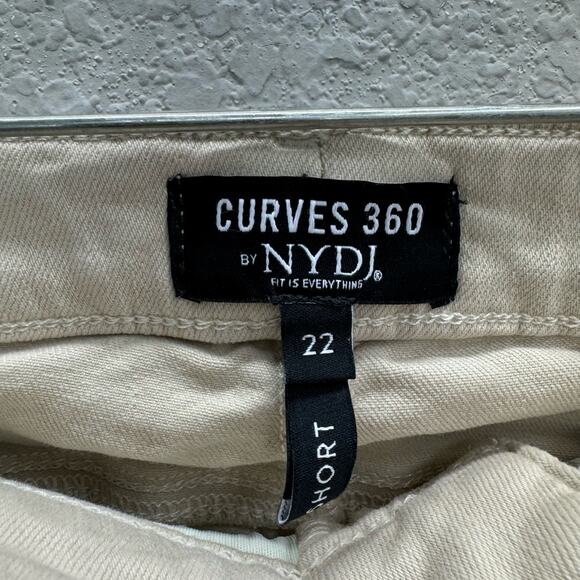 CURVES 360
BY NYDJ®
FIT IS EVERYTHING
22
SHORT